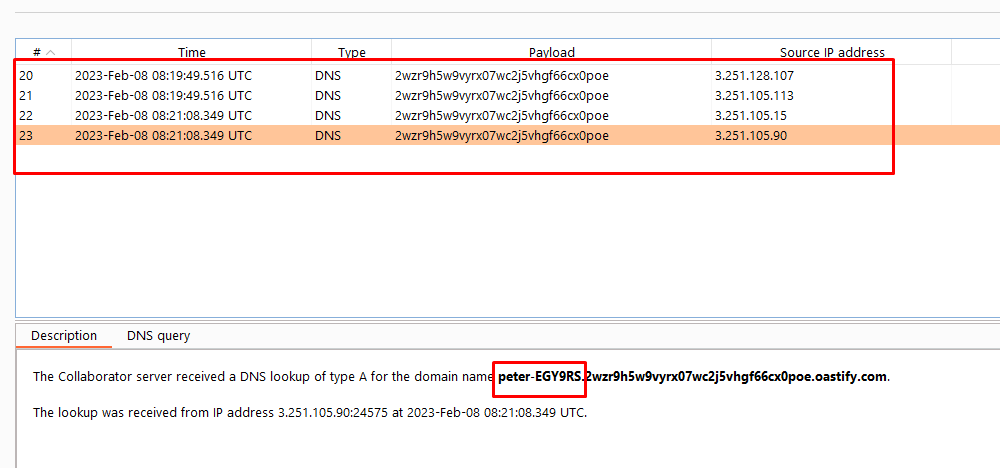 # Time Type Payload Source IP address
20 2023-Feb-08 08:19:49.516 UTC DNS 2wzr9h5w9vyrx07wc2j5vhgf66cx0poe 3.251.128.107
21 2023-Feb-08 08:19:49.516 UTC DNS 2wzr9h5w9vyrx07wc2j5vhgf66cx0poe 3.251.105.113
22 2023-Feb-08 08:21:08.349 UTC DNS 2wzr9h5w9vyrx07wc2j5vhgf66cx0poe 3.251.105.15
23 2023-Feb-08 08:21:08.349 UTC DNS 2wzr9h5w9vyrx07wc2j5vhgf66cx0poe 3.251.105.90
Description DNS query
The Collaborator server received a DNS lookup of type A for the domain name peter-EGY9RS.2wzr9h5w9vyrx07wc2j5vhgf66cx0poe.oastify.com.
The lookup was received from IP address 3.251.105.90:24575 at 2023-Feb-08 08:21:08.349 UTC.